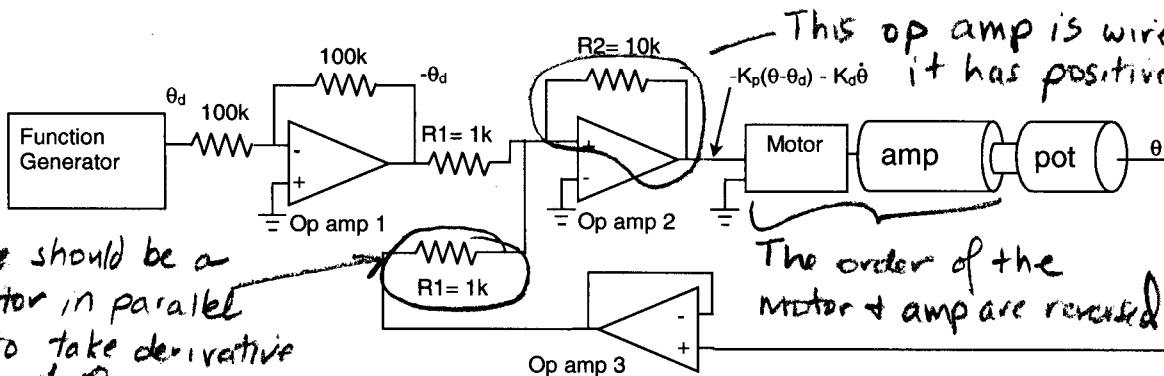 This op amp is wire
it has positive
100k
R2= 10k
-θd
-Kp(θ-θd) - Kdθ̇
θd
100k
R1= 1k
Function
Generator
-
+
+
-
Motor
amp
pot
θ
Op amp 1
Op amp 2
should be a
tor in parallel
to take derivative
R1= 1k
The order of the
Motor + amp are reversed
-
+
Op amp 3